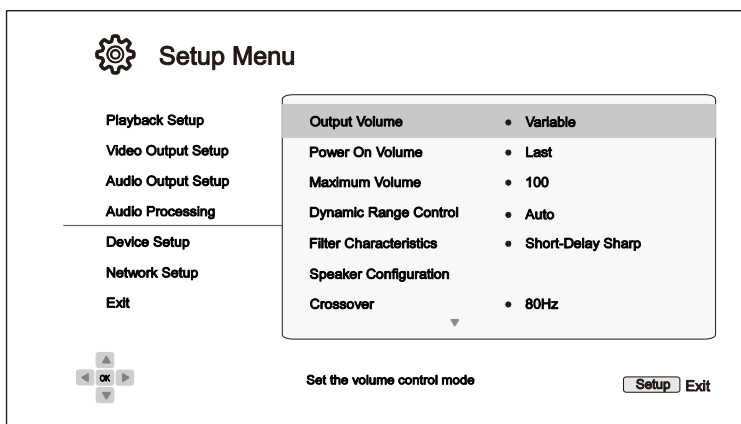 Setup Menu
Playback Setup
Video Output Setup
Audio Output Setup
Audio Processing
Device Setup
Network Setup
Exit
Output Volume • Variable
Power On Volume • Last
Maximum Volume • 100
Dynamic Range Control • Auto
Filter Characteristics • Short-Delay Sharp
Speaker Configuration
Crossover • 80Hz
OK
Set the volume control mode
Setup Exit